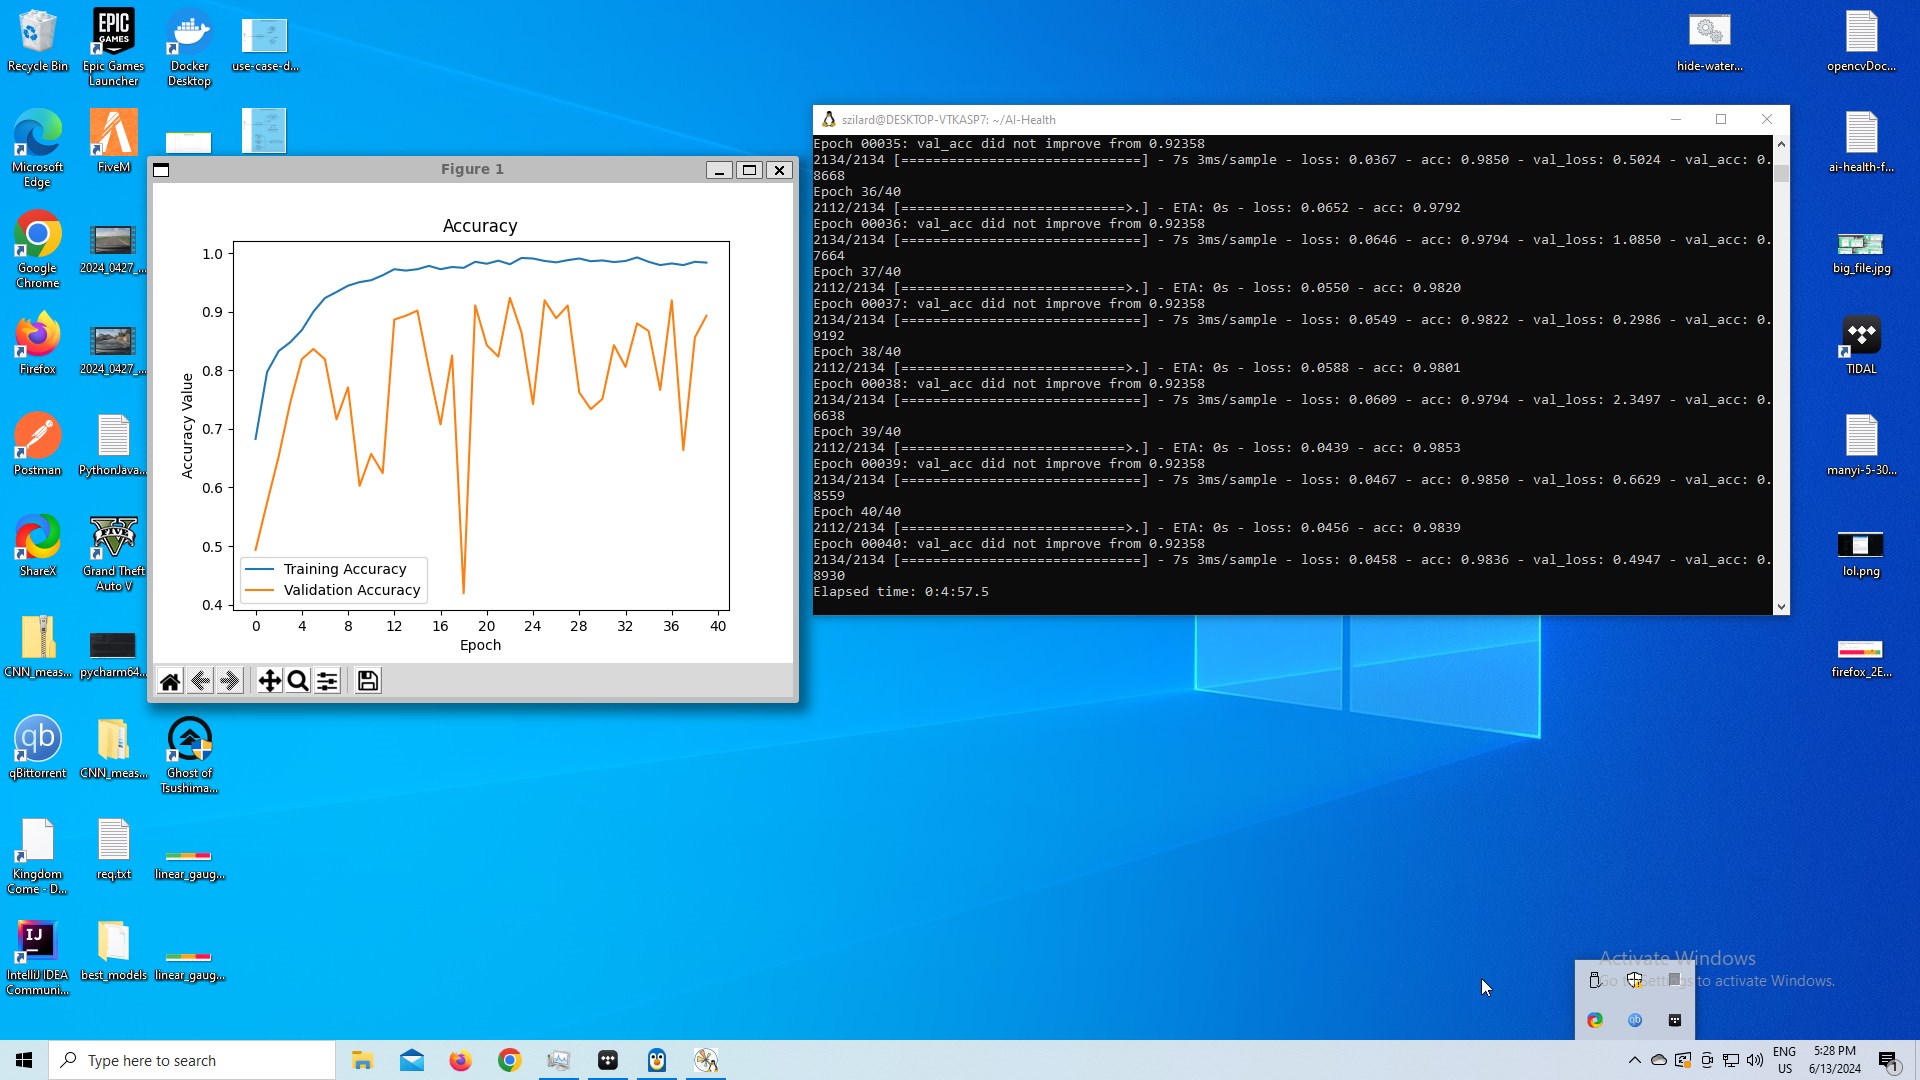 Recycle Bin
Epic Games
Launcher
Docker
Desktop
use-case-d...
hide-water...
opencvDoc...
Microsoft
Edge
FiveM
ai-health-f...
Google
Chrome
2024_0427_...
big_file.jpg
Firefox
2024_0427_...
TIDAL
Postman
PythonJava...
manyi-5-30...
ShareX
Grand Theft
Auto V
lol.png
CNN_meas...
pycharm64...
firefox_2E...
qBittorrent
CNN_meas...
Ghost of
Tsushima...
Kingdom
Come - D...
req.txt
linear_gaug...
IntelliJ IDEA
Communi...
best_models
linear_gaug...
Figure 1
Accuracy
1.0
0.9
0.8
0.7
0.6
0.5
0.4
Accuracy Value
Training Accuracy
Validation Accuracy
0 4 8 12 16 20 24 28 32 36 40
Epoch
szilard@DESKTOP-VTKASP7: ~/AI-Health
Epoch 00035: val_acc did not improve from 0.92358
2134/2134 [==============================] - 7s 3ms/sample - loss: 0.0367 - acc: 0.9850 - val_loss: 0.5024 - val_acc: 0.
8668
Epoch 36/40
2112/2134 [============================>.] - ETA: 0s - loss: 0.0652 - acc: 0.9792
Epoch 00036: val_acc did not improve from 0.92358
2134/2134 [==============================] - 7s 3ms/sample - loss: 0.0646 - acc: 0.9794 - val_loss: 1.0850 - val_acc: 0.
7664
Epoch 37/40
2112/2134 [============================>.] - ETA: 0s - loss: 0.0550 - acc: 0.9820
Epoch 00037: val_acc did not improve from 0.92358
2134/2134 [==============================] - 7s 3ms/sample - loss: 0.0549 - acc: 0.9822 - val_loss: 0.2986 - val_acc: 0.
9192
Epoch 38/40
2112/2134 [============================>.] - ETA: 0s - loss: 0.0588 - acc: 0.9801
Epoch 00038: val_acc did not improve from 0.92358
2134/2134 [==============================] - 7s 3ms/sample - loss: 0.0609 - acc: 0.9794 - val_loss: 2.3497 - val_acc: 0.
6638
Epoch 39/40
2112/2134 [============================>.] - ETA: 0s - loss: 0.0439 - acc: 0.9853
Epoch 00039: val_acc did not improve from 0.92358
2134/2134 [==============================] - 7s 3ms/sample - loss: 0.0467 - acc: 0.9850 - val_loss: 0.6629 - val_acc: 0.
8559
Epoch 40/40
2112/2134 [============================>.] - ETA: 0s - loss: 0.0456 - acc: 0.9839
Epoch 00040: val_acc did not improve from 0.92358
2134/2134 [==============================] - 7s 3ms/sample - loss: 0.0458 - acc: 0.9836 - val_loss: 0.4947 - val_acc: 0.
8930
Elapsed time: 0:4:57.5
Activate Windows
Go to Settings to activate Windows.
Type here to search
ENG
US
5:28 PM
6/13/2024
1